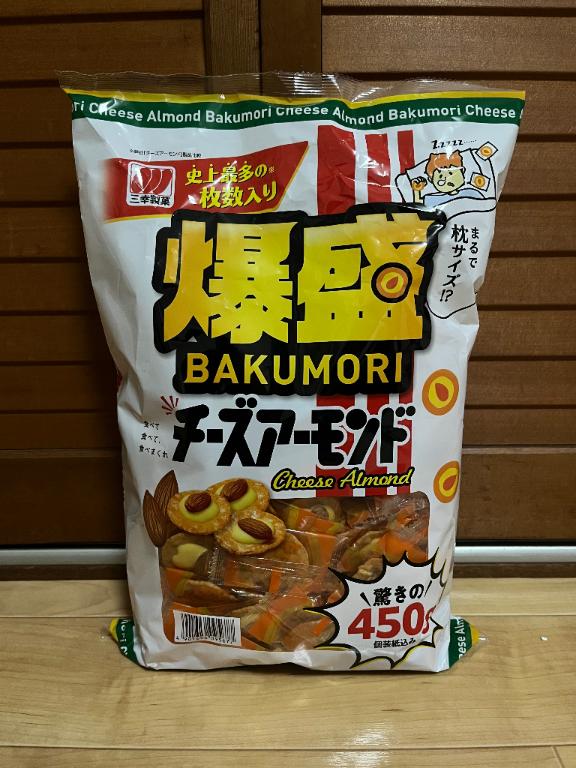 ri Cheese Almond Bakumori Cheese Almond Bakumori Cheese
三幸製菓
史上最多の※
枚数入り
zzzzz……
まるで
枕サイズ!?
爆盛
BAKUMORI
食べて
食べて、
食べまくれ
チーズアーモンド
Cheese Almond
驚きの
450g
個装紙込み